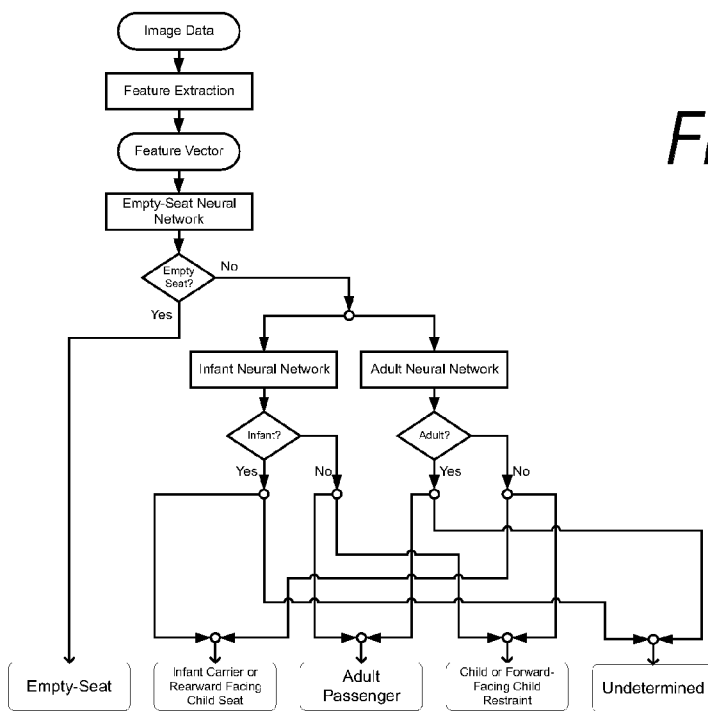 Image Data
Feature Extraction
Feature Vector
Empty-Seat Neural
Network
Empty
Seat?
No
Yes
Infant Neural Network
Adult Neural Network
Infant?
Adult?
Yes
No
Yes
No
Empty-Seat
Infant Carrier or
Rearward Facing
Child Seat
Adult
Passenger
Child or Forward-
Facing Child
Restraint
Undetermined